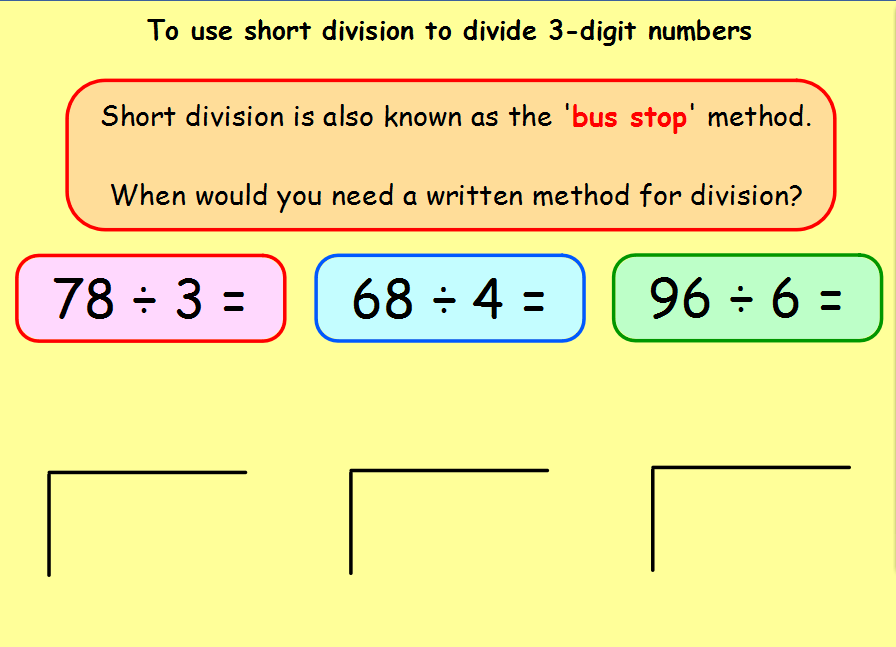 To use short division to divide 3-digit numbers
Short division is also known as the 'bus stop' method.
When would you need a written method for division?
78 ÷ 3 =
68 ÷ 4 =
96 ÷ 6 =